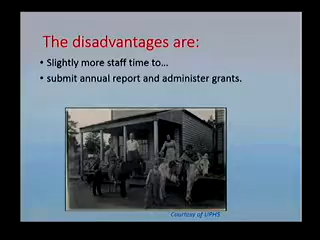 The disadvantages are:
• Slightly more staff time to...
• submit annual report and administer grants.
Courtesy of UPHS